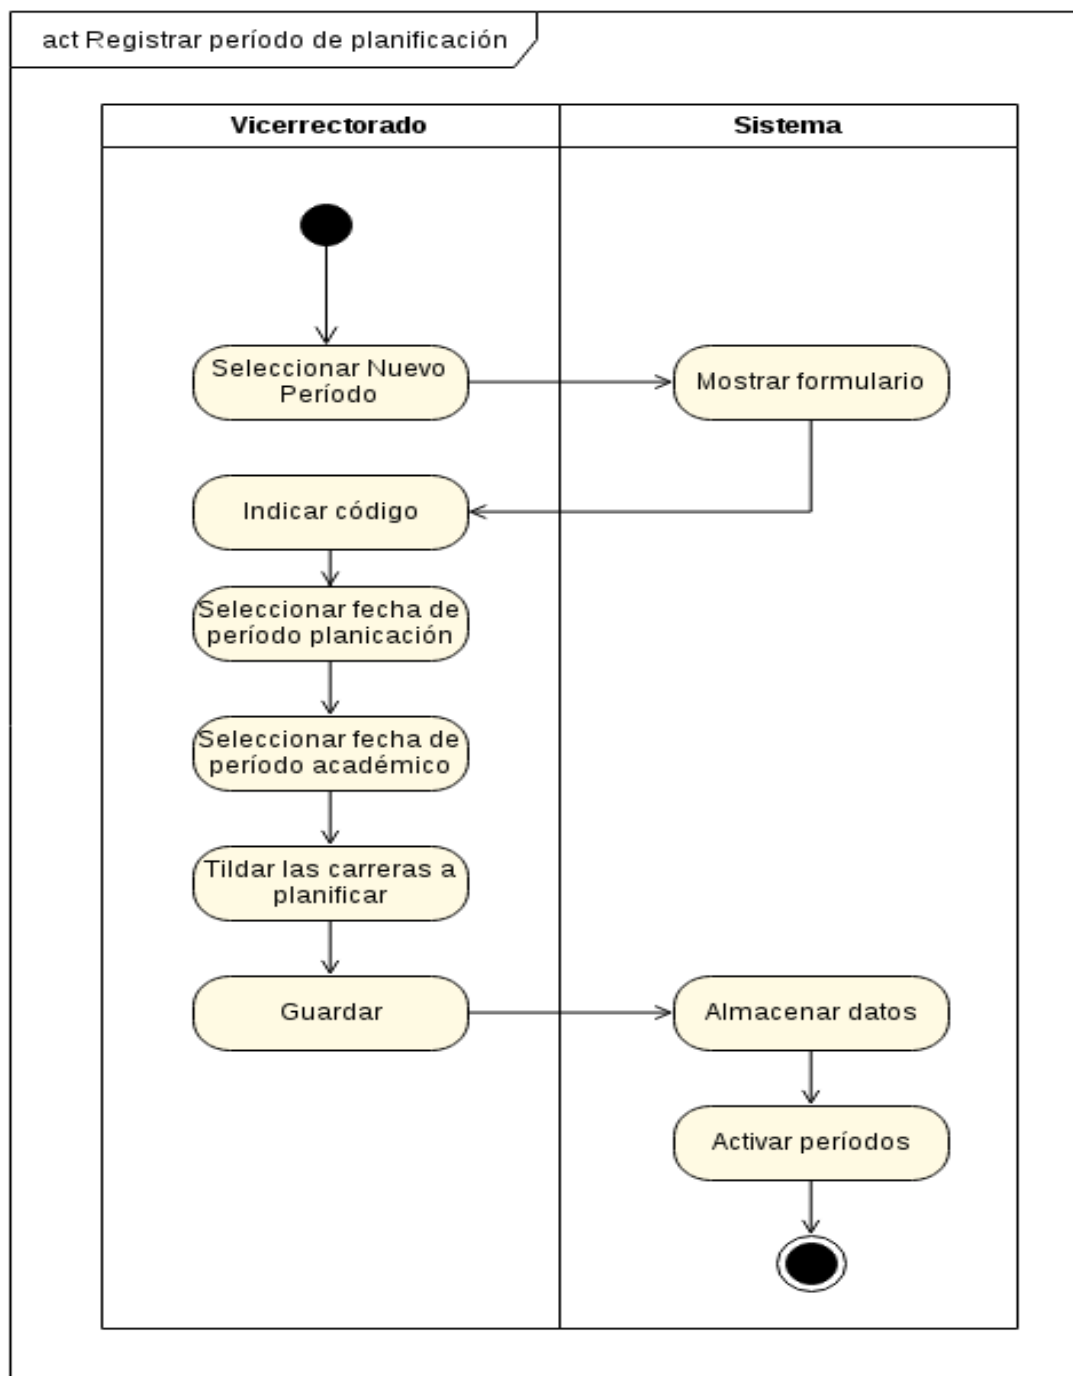 act Registrar período de planificación
Vicerrectorado
Sistema
Seleccionar Nuevo
Período
Mostrar formulario
Indicar código
Seleccionar fecha de
período planicación
Seleccionar fecha de
período académico
Tildar las carreras a
planificar
Guardar
Almacenar datos
Activar períodos